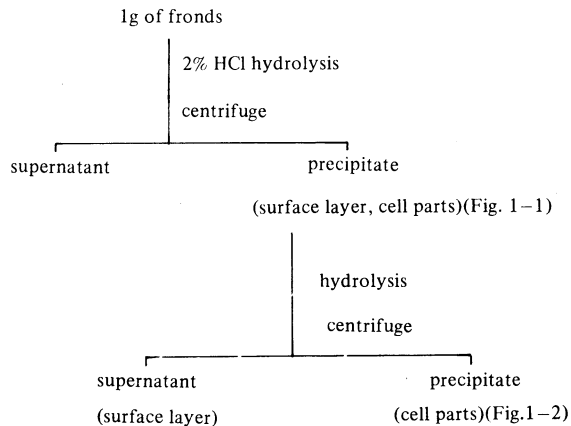 1g of fronds
2% HCl hydrolysis
centrifuge
supernatant precipitate
(surface layer, cell parts)(Fig. 1–1)
hydrolysis
centrifuge
supernatant precipitate
(surface layer) (cell parts)(Fig.1–2)